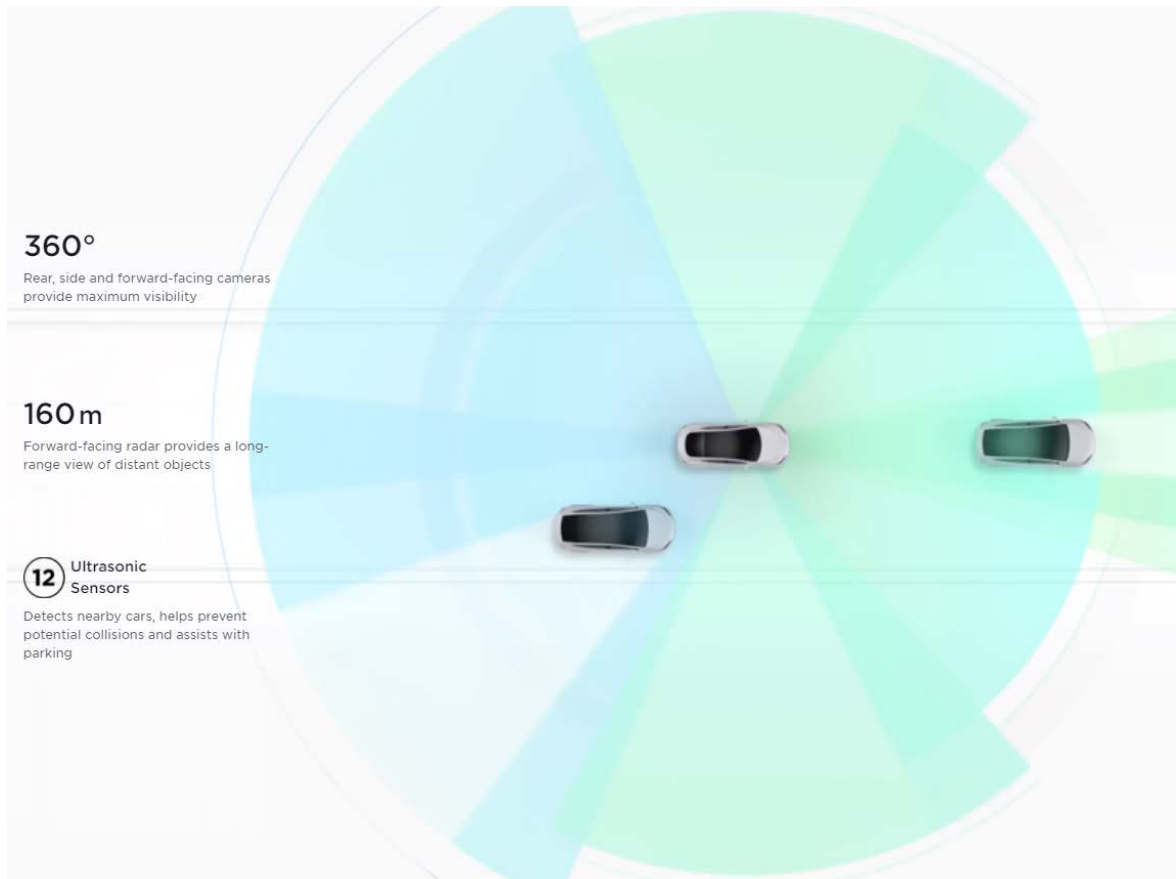 360°
Rear, side and forward-facing cameras
provide maximum visibility
160 m
Forward-facing radar provides a long-
range view of distant objects
12 Ultrasonic
Sensors
Detects nearby cars, helps prevent
potential collisions and assists with
parking